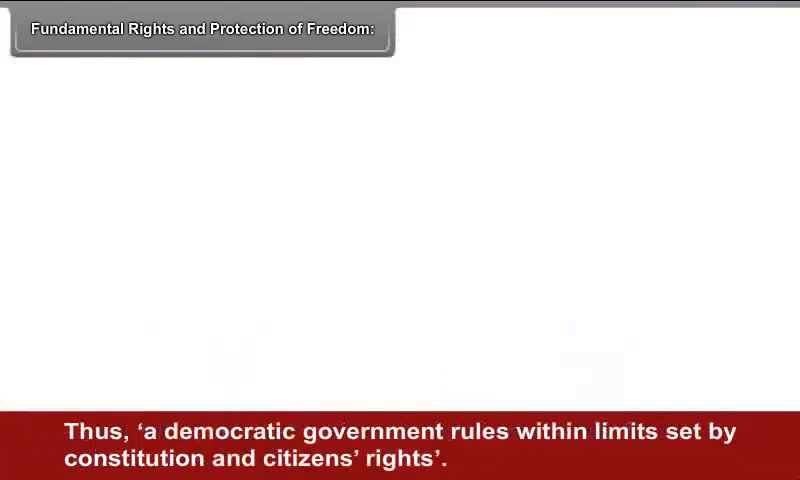 Fundamental Rights and Protection of Freedom:
Thus, ‘a democratic government rules within limits set by
constitution and citizens’ rights’.